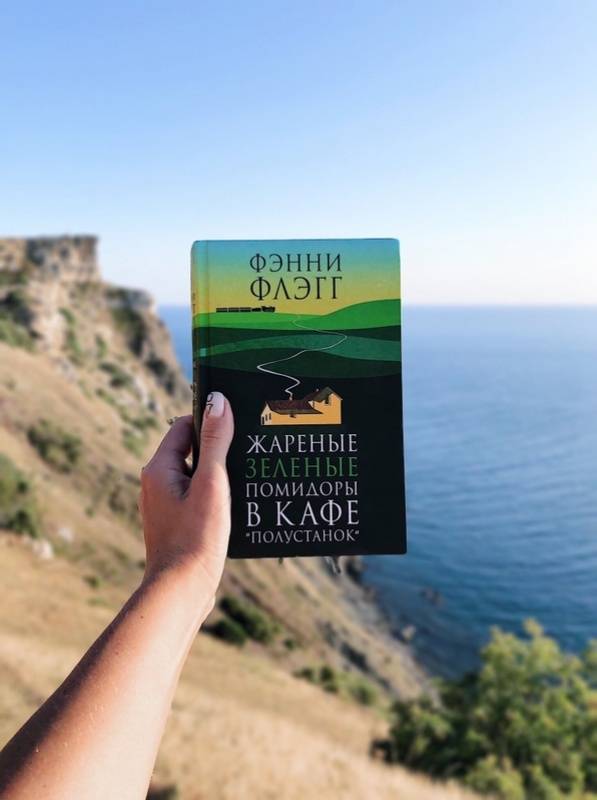 ФЭННИ
ФЛЭГГ
ЖАРЕНЫЕ
ЗЕЛЕНЫЕ
ПОМИДОРЫ
В КАФЕ
"ПОЛУСТАНОК"